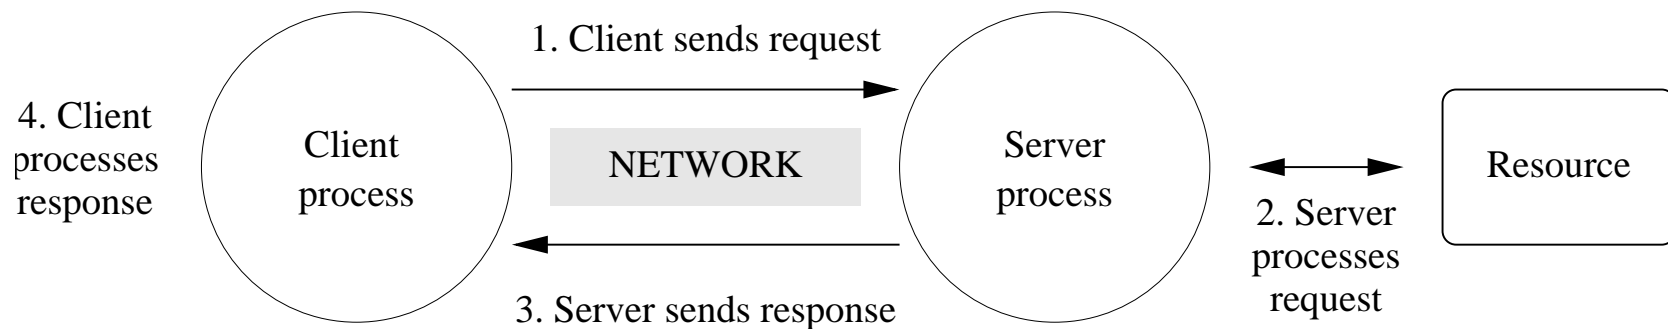 1. Client sends request
4. Client
processes
response
Client
process
NETWORK
Server
process
Resource
2. Server
processes
request
3. Server sends response